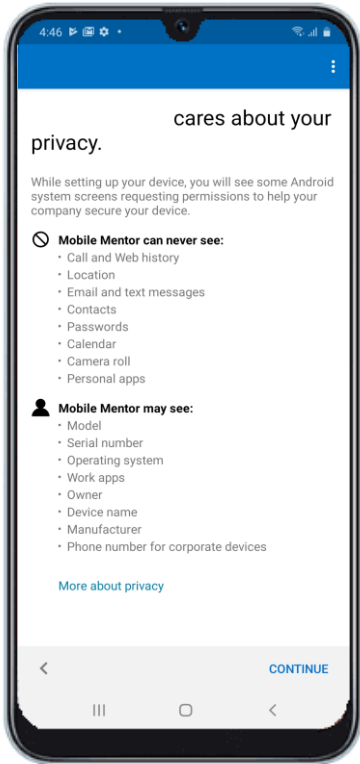 4:46
cares about your
privacy.
While setting up your device, you will see some Android
system screens requesting permissions to help your
company secure your device.
Mobile Mentor can never see:
· Call and Web history
· Location
· Email and text messages
· Contacts
· Passwords
· Calendar
· Camera roll
· Personal apps
Mobile Mentor may see:
· Model
· Serial number
· Operating system
· Work apps
· Owner
· Device name
· Manufacturer
· Phone number for corporate devices
More about privacy
CONTINUE